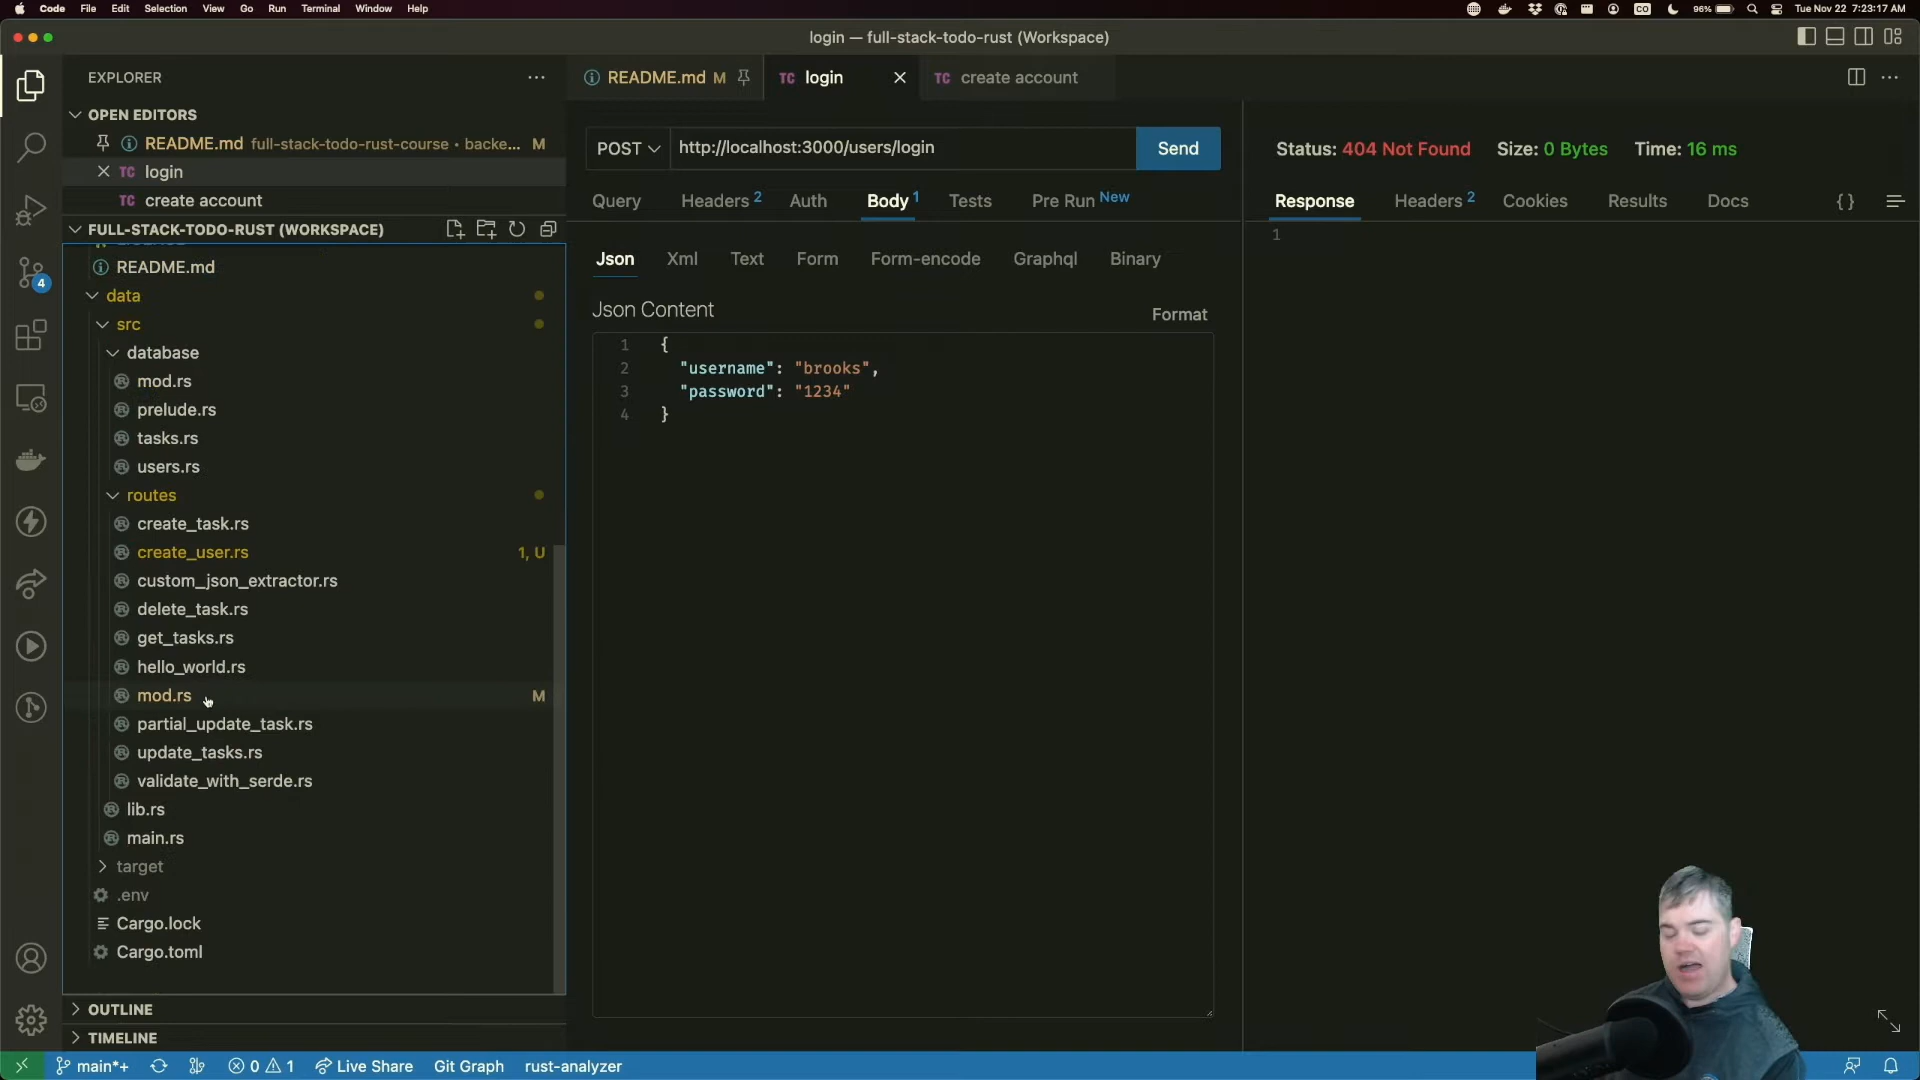 Code File Edit Selection View Go Run Terminal Window Help
CO 96% Tue Nov 22 7:23:17 AM
login — full-stack-todo-rust (Workspace)
EXPLORER
README.md M
TC login
TC create account
OPEN EDITORS
README.md full-stack-todo-rust-course • backe... M
TC login
TC create account
FULL-STACK-TODO-RUST (WORKSPACE)
README.md
data
src
database
mod.rs
prelude.rs
tasks.rs
users.rs
routes
create_task.rs
create_user.rs 1, U
custom_json_extractor.rs
delete_task.rs
get_tasks.rs
hello_world.rs
mod.rs M
partial_update_task.rs
update_tasks.rs
validate_with_serde.rs
lib.rs
main.rs
target
.env
Cargo.lock
Cargo.toml
OUTLINE
TIMELINE
4
POST http://localhost:3000/users/login Send
Query Headers 2 Auth Body 1 Tests Pre Run New
Json Xml Text Form Form-encode Graphql Binary
Json Content
Format
1 {
2 "username": "brooks",
3 "password": "1234"
4 }
Status: 404 Not Found Size: 0 Bytes Time: 16 ms
Response Headers 2 Cookies Results Docs {}
1
main*+ 0 1 Live Share Git Graph rust-analyzer